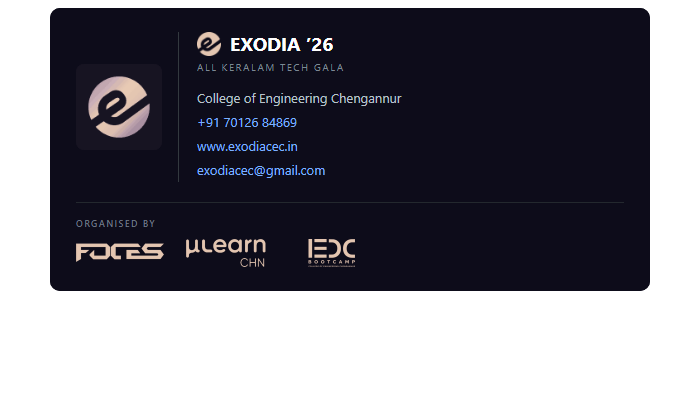 EXODIA ’26
ALL KERALAM TECH GALA
College of Engineering Chengannur
+91 70126 84869
www.exodiacec.in
exodiacec@gmail.com
ORGANISED BY
FOCES
µLearn
CHN
IEDC
BOOTCAMP